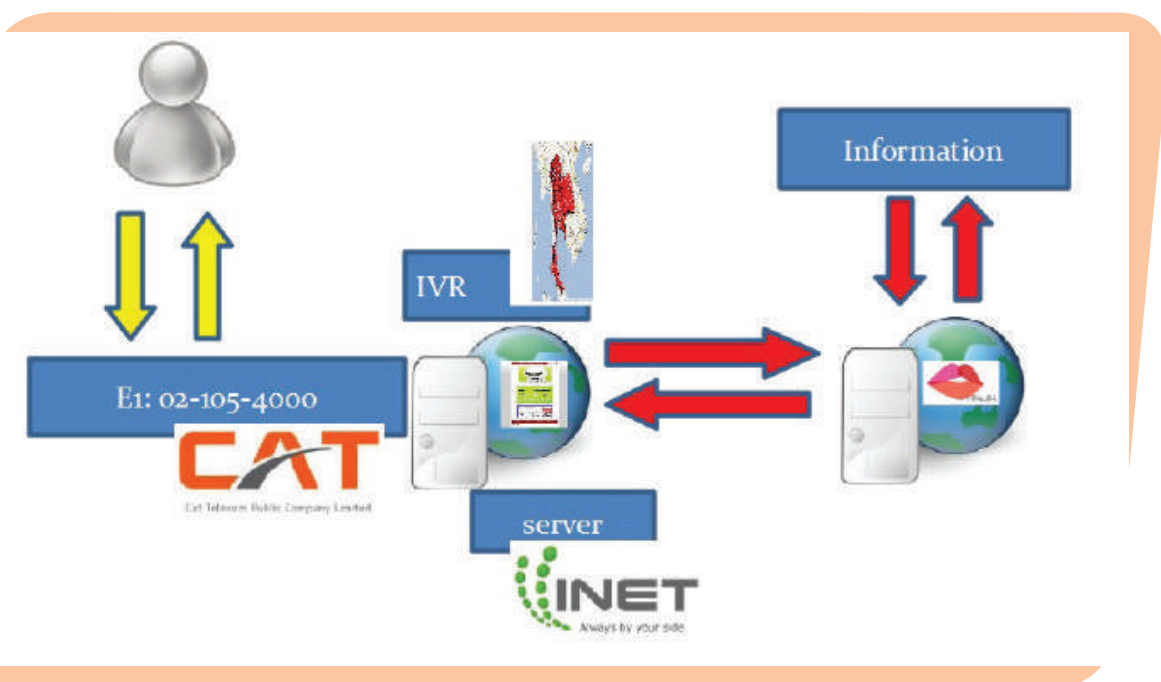 Information
IVR
E1: 02-105-4000
CAT
Cat Telecom Public Company Limited
server
INET
Always by your side